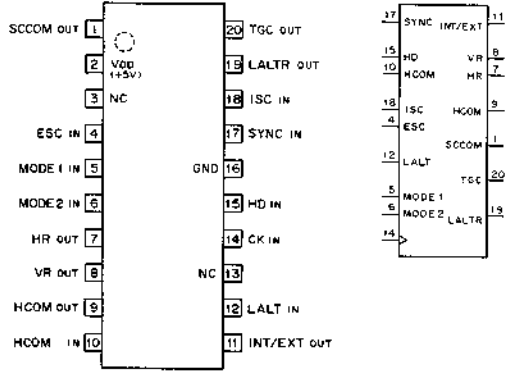 SCCOM OUT 1
2 VDD
(+5V)
3 NC
ESC IN 4
MODE 1 IN 5
MODE2 IN 6
HR OUT 7
VR OUT 8
HCOM OUT 9
HCOM IN 10
20 TGC OUT
19 LALTR OUT
18 ISC IN
17 SYNC IN
GND 16
15 HD IN
14 CK IN
NC 13
12 LALT IN
11 INT/EXT OUT
17 SYNC INT/EXT 11
15 HD VR 8
10 HCOM HR 7
18 ISC HCOM 9
4 ESC
SCCOM 1
12 LALT
TGC 20
5 MODE 1
6 MODE2 LALTR 19
14